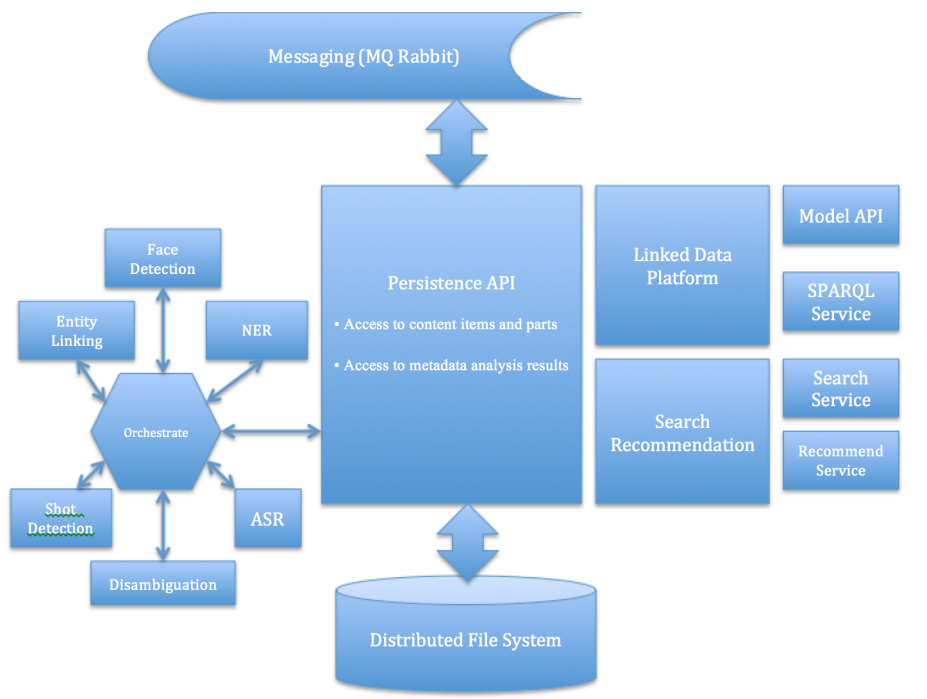 Messaging (MQ Rabbit)
Persistence API
• Access to content items and parts
• Access to metadata analysis results
Linked Data
Platform
Search
Recommendation
Model API
SPARQL
Service
Search
Service
Recommend
Service
Face
Detection
Entity
Linking
NER
Orchestrate
Shot
Detection
ASR
Disambiguation
Distributed File System